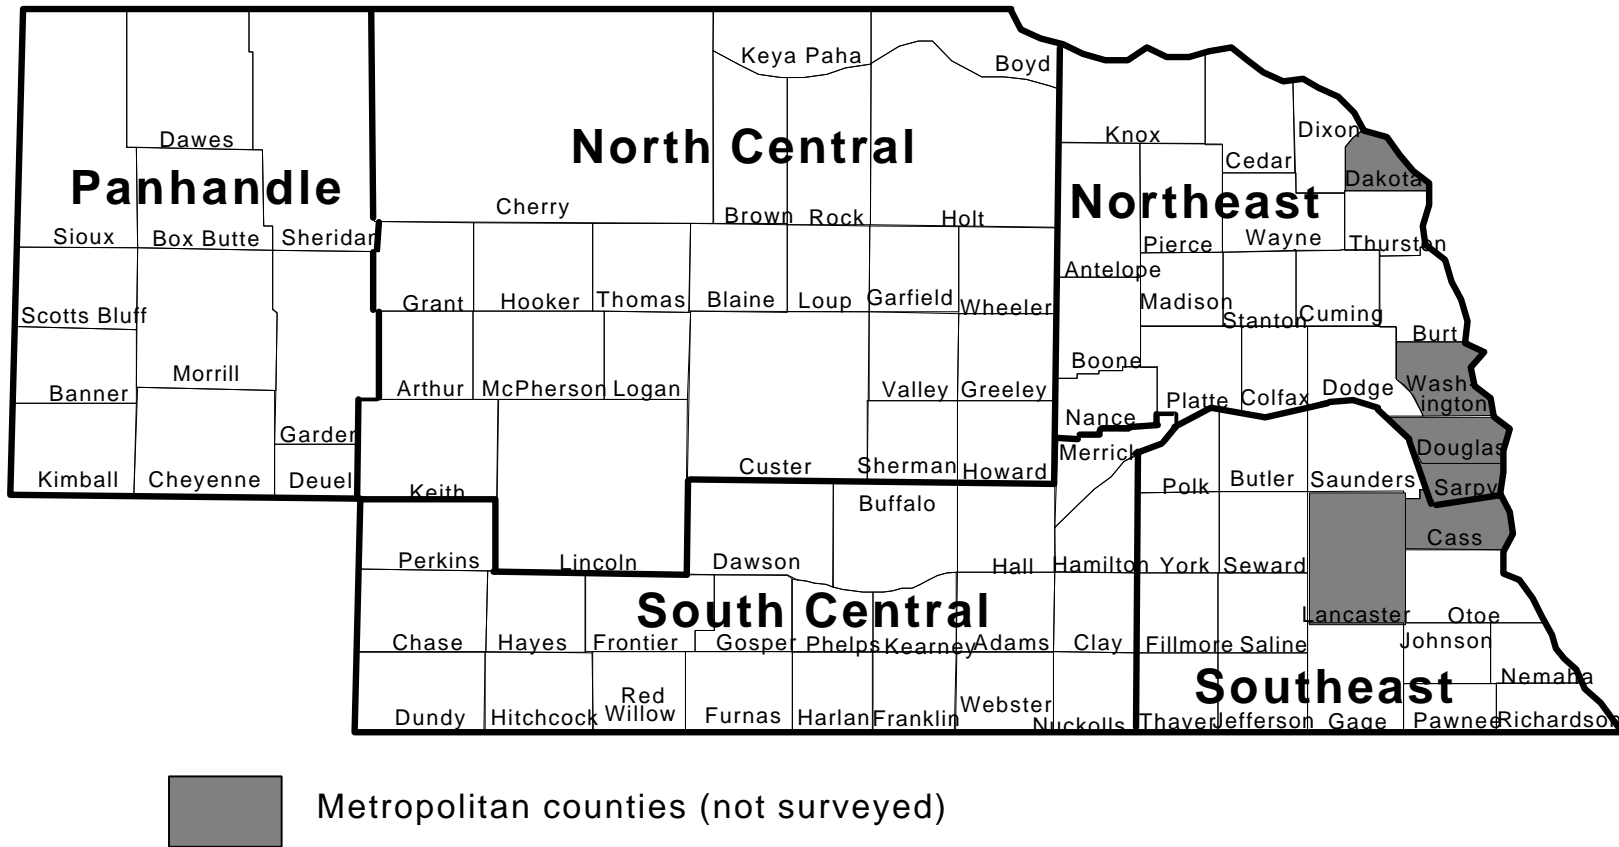 Keya Paha
Boyd
Dawes
North Central
Knox
Dixon
Cedar
Panhandle
Dakota
Northeast
Cherry
Brown
Rock
Holt
Sioux
Box Butte
Sheridan
Pierce
Wayne
Thurston
Antelope
Grant
Hooker
Thomas
Blaine
Loup
Garfield
Wheeler
Madison
Stanton
Cuming
Scotts Bluff
Burt
Boone
Banner
Morrill
Arthur
McPherson
Logan
Valley
Greeley
Platte
Colfax
Dodge
Wash-
ington
Nance
Garden
Douglas
Merrick
Kimball
Cheyenne
Deuel
Keith
Custer
Sherman
Howard
Polk
Butler
Saunders
Sarpy
Buffalo
Cass
Perkins
Lincoln
Dawson
Hall
Hamilton
York
Seward
South Central
Lancaster
Otoe
Chase
Hayes
Frontier
Gosper
Phelps
Kearney
Adams
Clay
Fillmore
Saline
Johnson
Nemaha
Southeast
Dundy
Hitchcock
Red
Willow
Furnas
Harlan
Franklin
Webster
Nuckolls
Thayer
Jefferson
Gage
Pawnee
Richardson
Metropolitan counties (not surveyed)